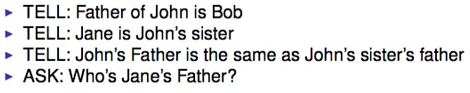 ▸ TELL: Father of John is Bob
▸ TELL: Jane is John's sister
▸ TELL: John's Father is the same as John's sister's father
▸ ASK: Who's Jane's Father?